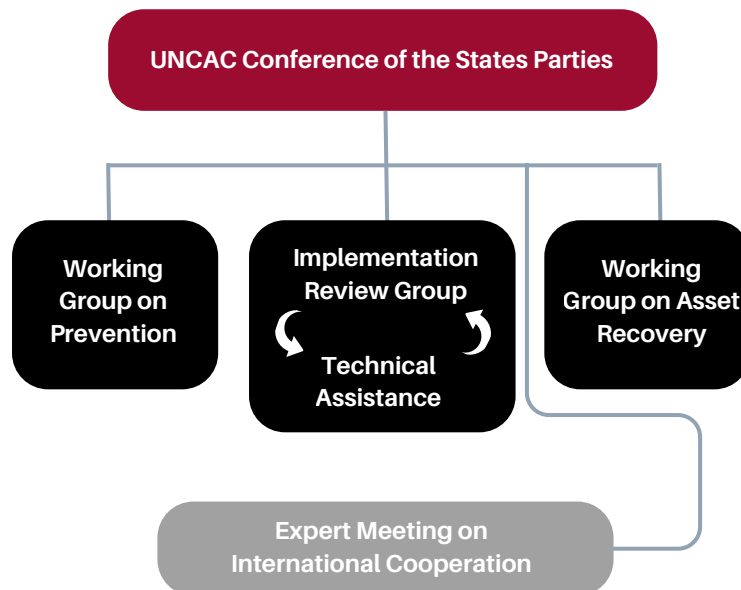 UNCAC Conference of the States Parties
Working
Group on
Prevention
Implementation
Review Group
Technical
Assistance
Working
Group on Asset
Recovery
Expert Meeting on
International Cooperation